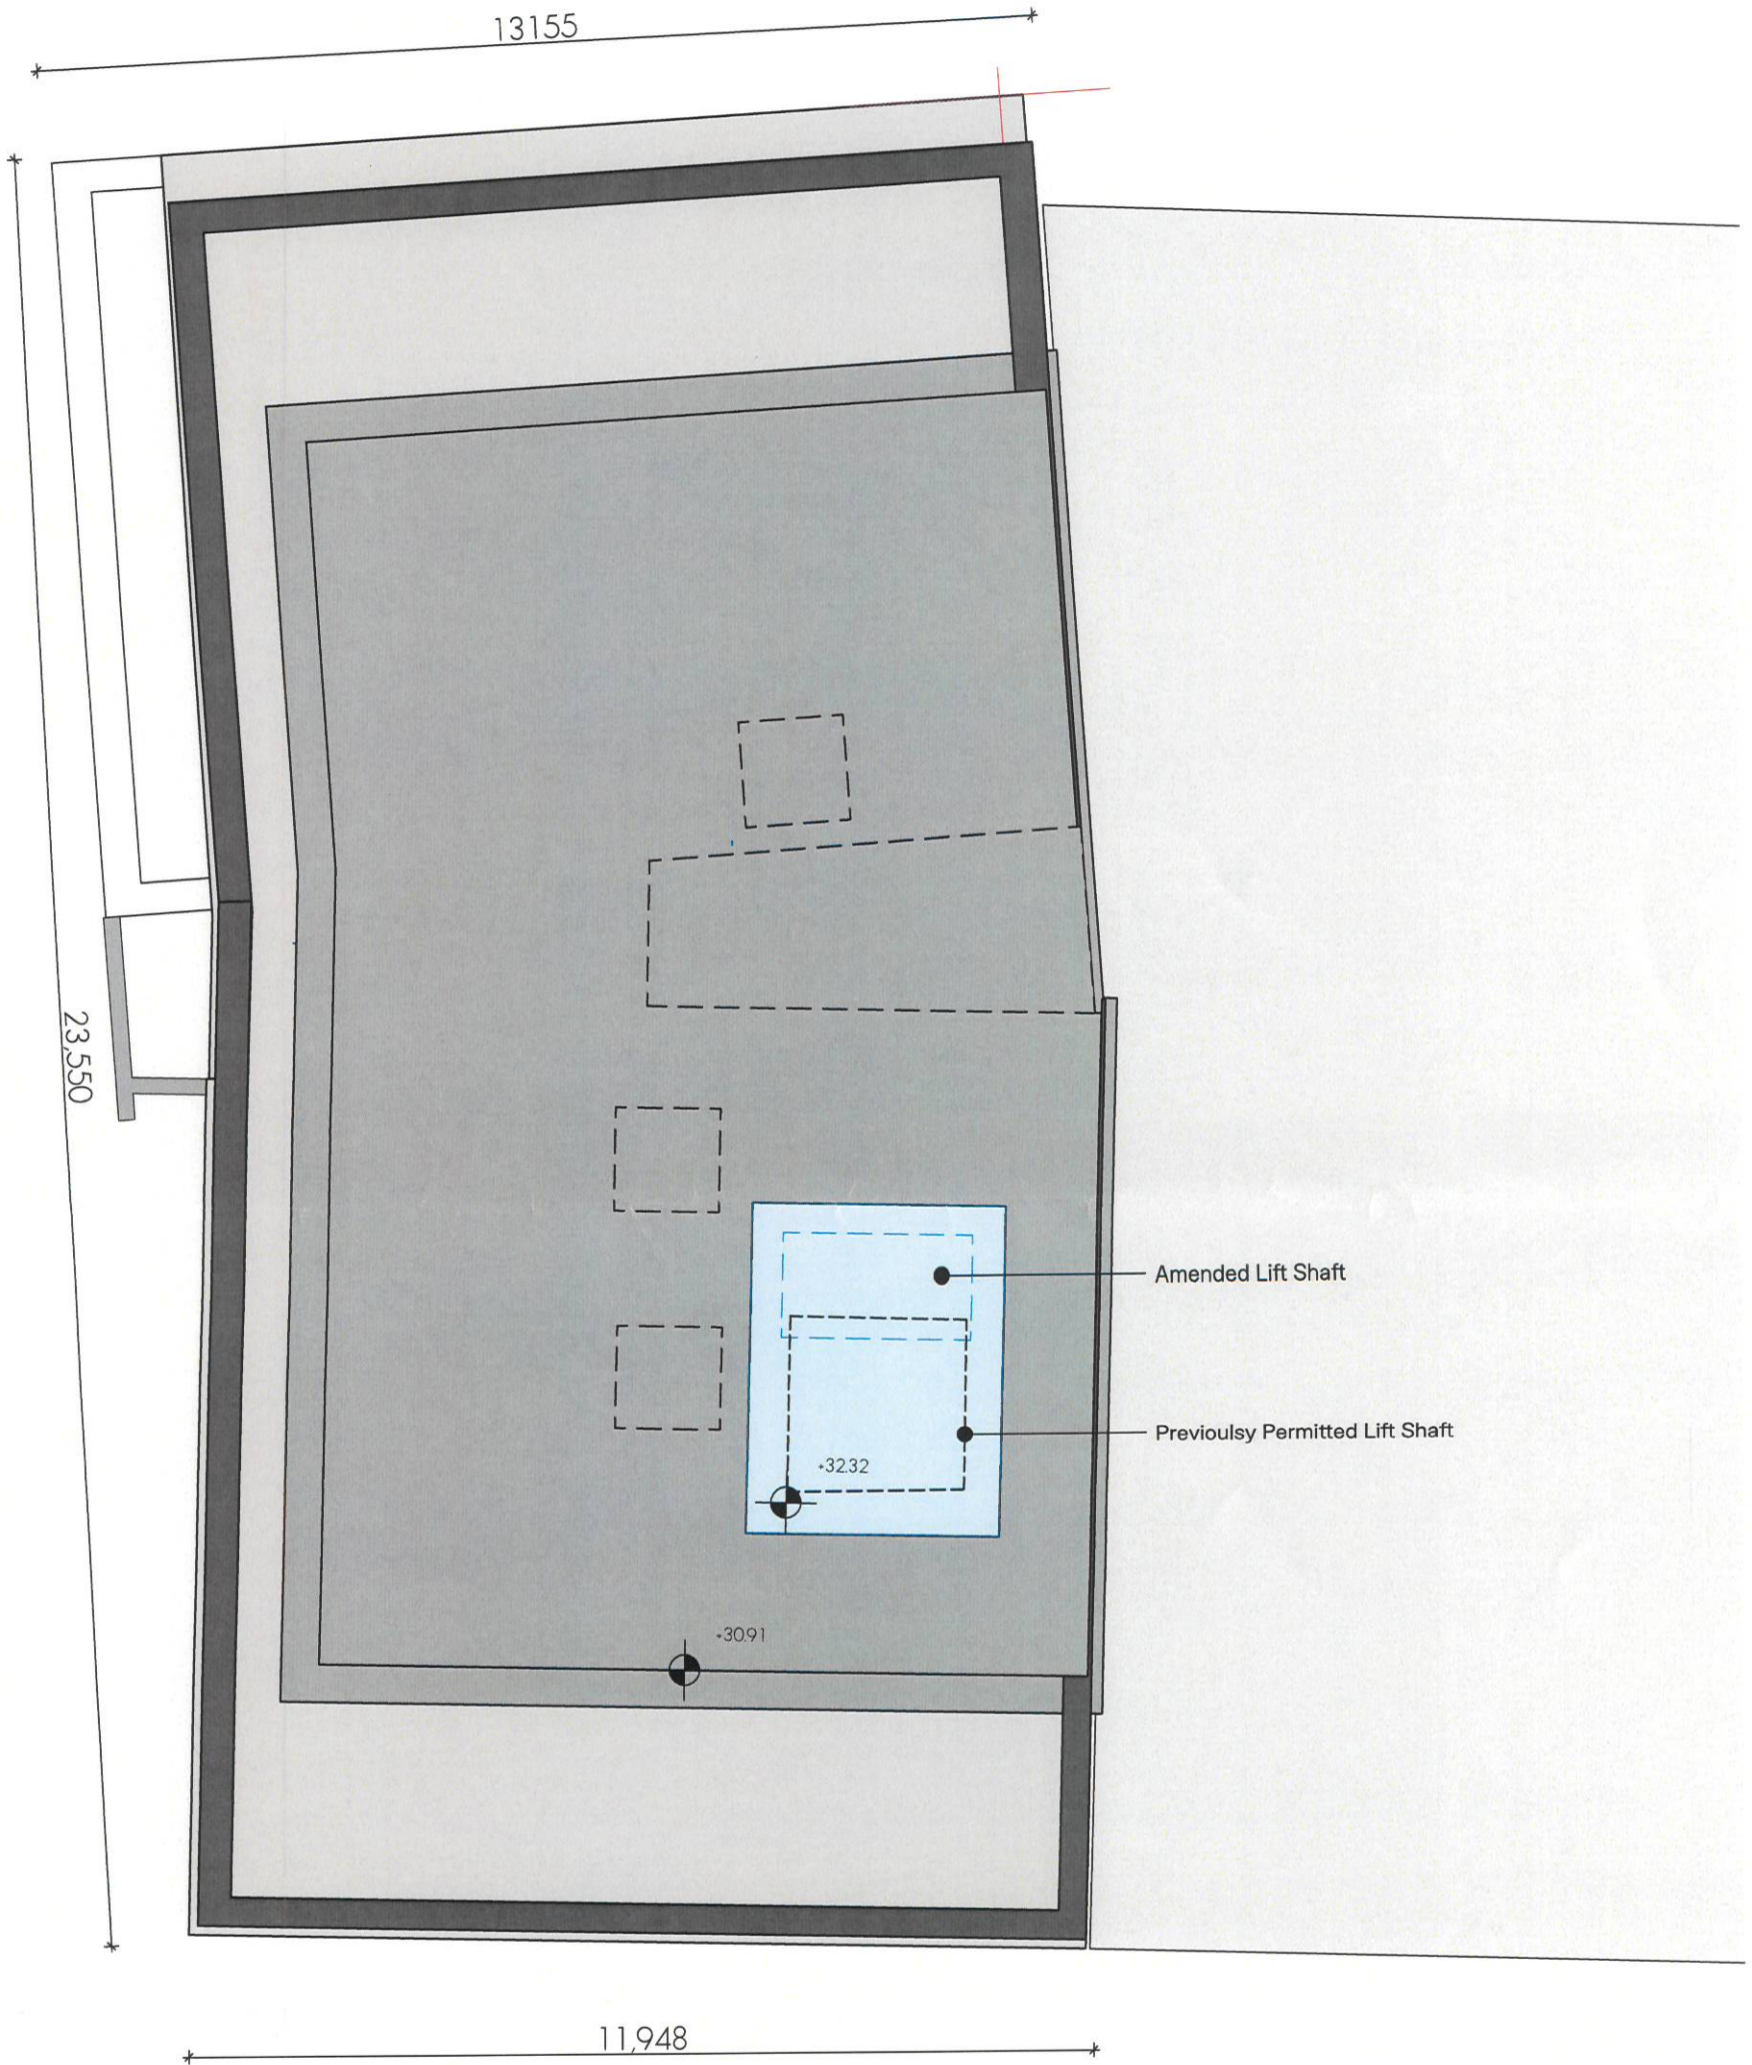 13155
23,550
Amended Lift Shaft
Previoulsy Permitted Lift Shaft
+32.32
+30.91
11,948